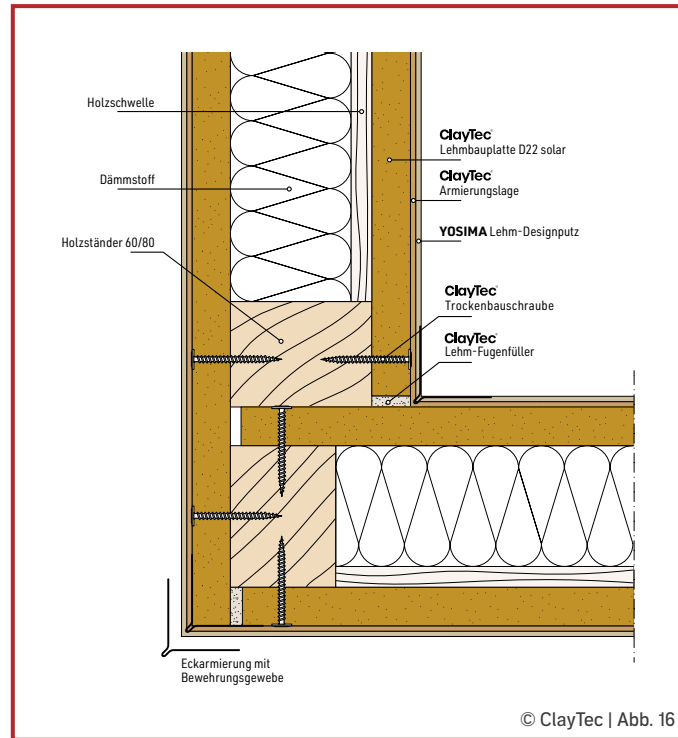 Holzschwelle
Dämmstoff
Holzständer 60/80
ClayTec®
Lehmbauplatte D22 solar
ClayTec®
Armierungslage
YOSIMA Lehm-Designputz
ClayTec®
Trockenbauschraube
ClayTec®
Lehm-Fugenfüller
Eckarmierung mit
Bewehrungsgewebe
© ClayTec | Abb. 16